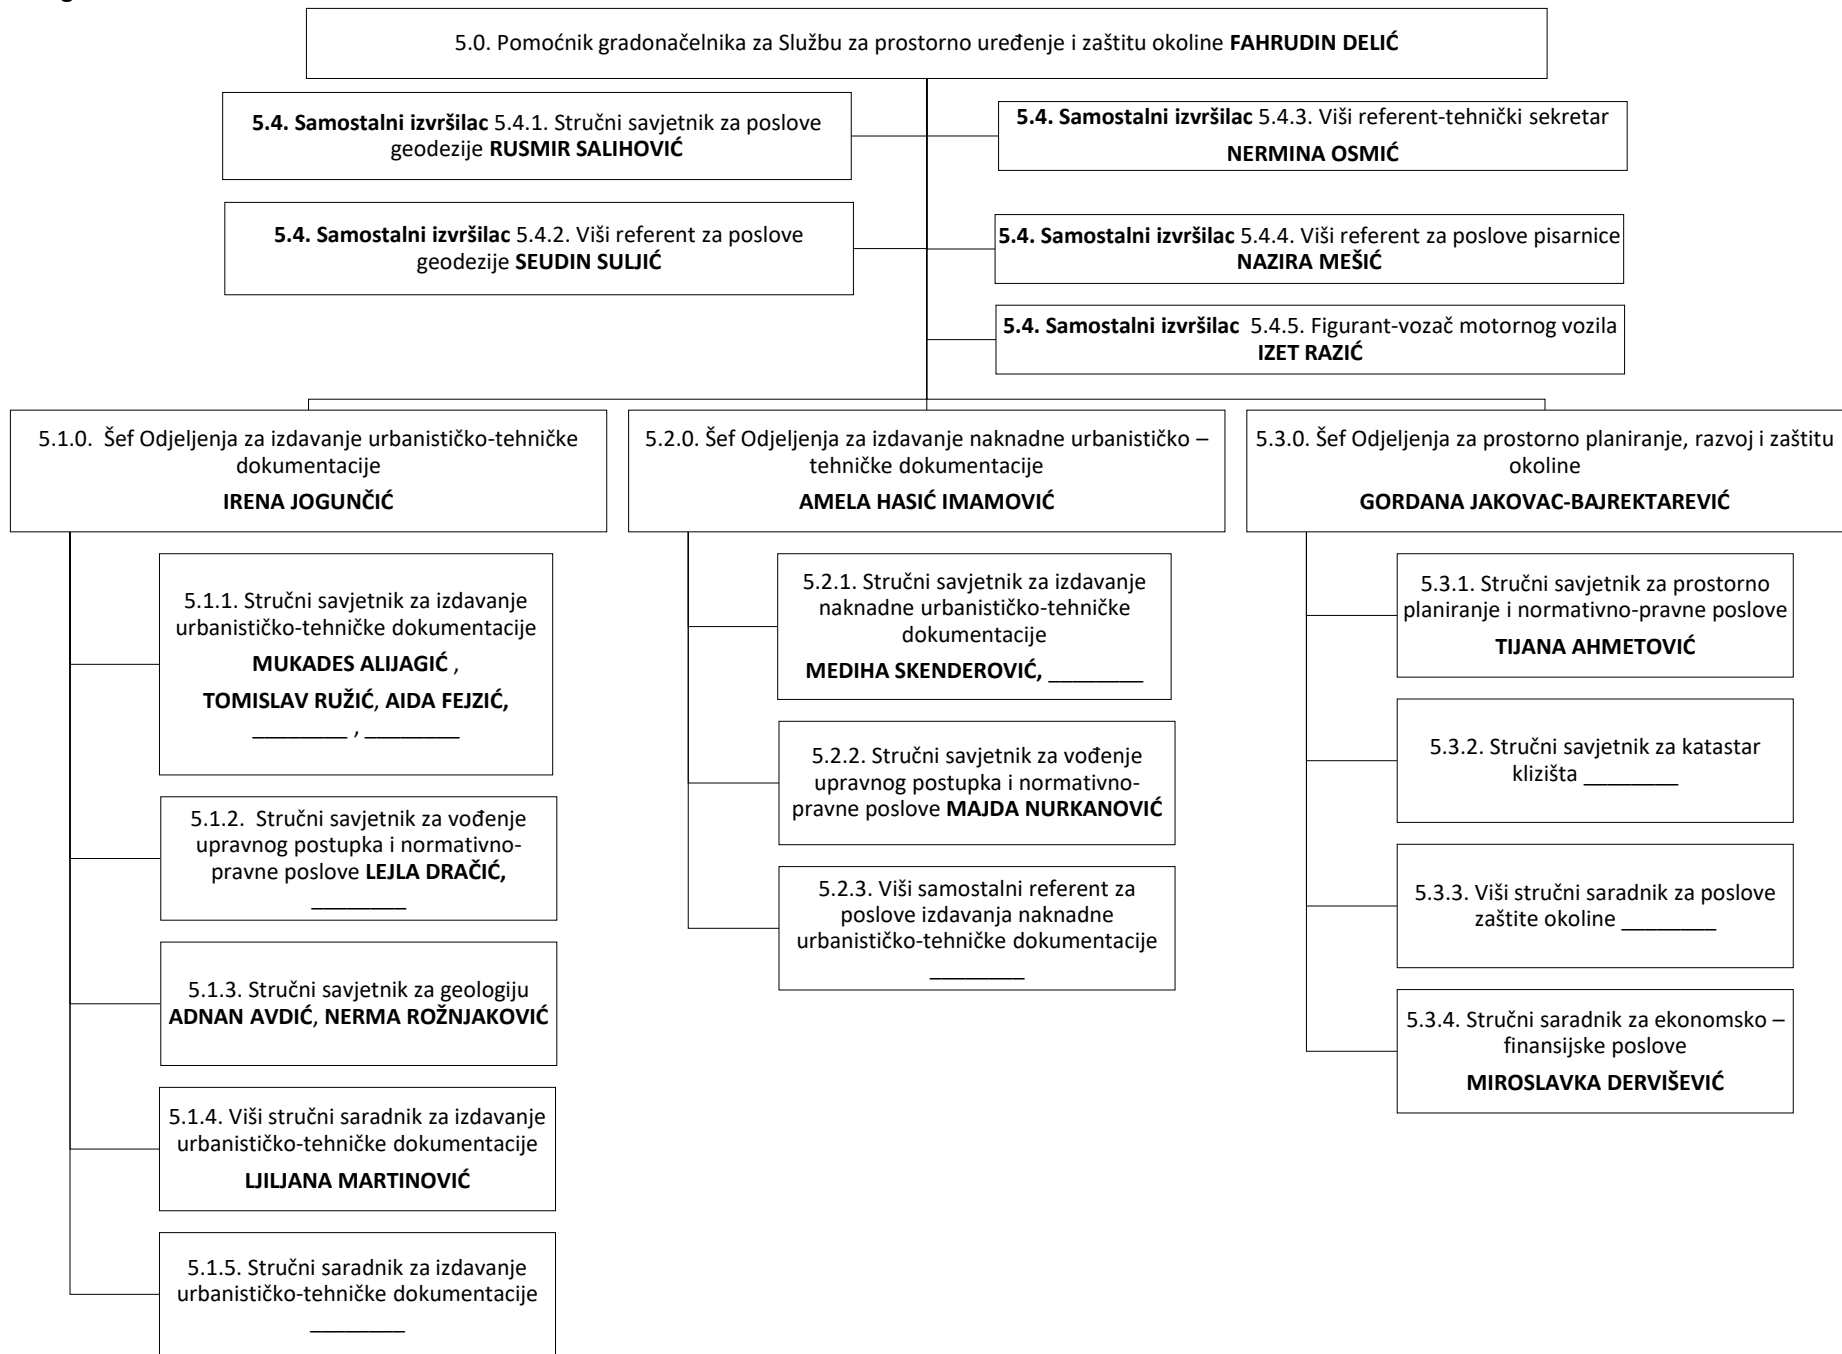 5.0. Pomoćnik gradonačelnika za Službu za prostorno uređenje i zaštitu okoline FAHRUDIN DELIĆ
5.4. Samostalni izvršilac 5.4.1. Stručni savjetnik za poslove
geodezije RUSMIR SALIHOVIĆ
5.4. Samostalni izvršilac 5.4.3. Viši referent-tehnički sekretar
NERMINA OSMIĆ
5.4. Samostalni izvršilac 5.4.2. Viši referent za poslove
geodezije SEUDIN SULJIĆ
5.4. Samostalni izvršilac 5.4.4. Viši referent za poslove pisarnice
NAZIRA MEŠIĆ
5.4. Samostalni izvršilac 5.4.5. Figurant-vozač motornog vozila
IZET RAZIĆ
5.1.0. Šef Odjeljenja za izdavanje urbanističko-tehničke
dokumentacije
IRENA JOGUNČIĆ
5.1.1. Stručni savjetnik za izdavanje
urbanističko-tehničke dokumentacije
MUKADES ALIJAGIĆ ,
TOMISLAV RUŽIĆ, AIDA FEJZIĆ,
________ , ________
5.1.2. Stručni savjetnik za vođenje
upravnog postupka i normativno-
pravne poslove LEJLA DRAČIĆ,
________
5.1.3. Stručni savjetnik za geologiju
ADNAN AVDIĆ, NERMA ROŽNJAKOVIĆ
5.1.4. Viši stručni saradnik za izdavanje
urbanističko-tehničke dokumentacije
LJILJANA MARTINOVIĆ
5.1.5. Stručni saradnik za izdavanje
urbanističko-tehničke dokumentacije
________
5.2.0. Šef Odjeljenja za izdavanje naknadne urbanističko –
tehničke dokumentacije
AMELA HASIĆ IMAMOVIĆ
5.2.1. Stručni savjetnik za izdavanje
naknadne urbanističko-tehničke
dokumentacije
MEDIHA SKENDEROVIĆ, ________
5.2.2. Stručni savjetnik za vođenje
upravnog postupka i normativno-
pravne poslove MAJDA NURKANOVIĆ
5.2.3. Viši samostalni referent za
poslove izdavanja naknadne
urbanističko-tehničke dokumentacije
________
5.3.0. Šef Odjeljenja za prostorno planiranje, razvoj i zaštitu
okoline
GORDANA JAKOVAC-BAJREKTAREVIĆ
5.3.1. Stručni savjetnik za prostorno
planiranje i normativno-pravne poslove
TIJANA AHMETOVIĆ
5.3.2. Stručni savjetnik za katastar
klizišta ________
5.3.3. Viši stručni saradnik za poslove
zaštite okoline ________
5.3.4. Stručni saradnik za ekonomsko –
finansijske poslove
MIROSLAVKA DERVIŠEVIĆ